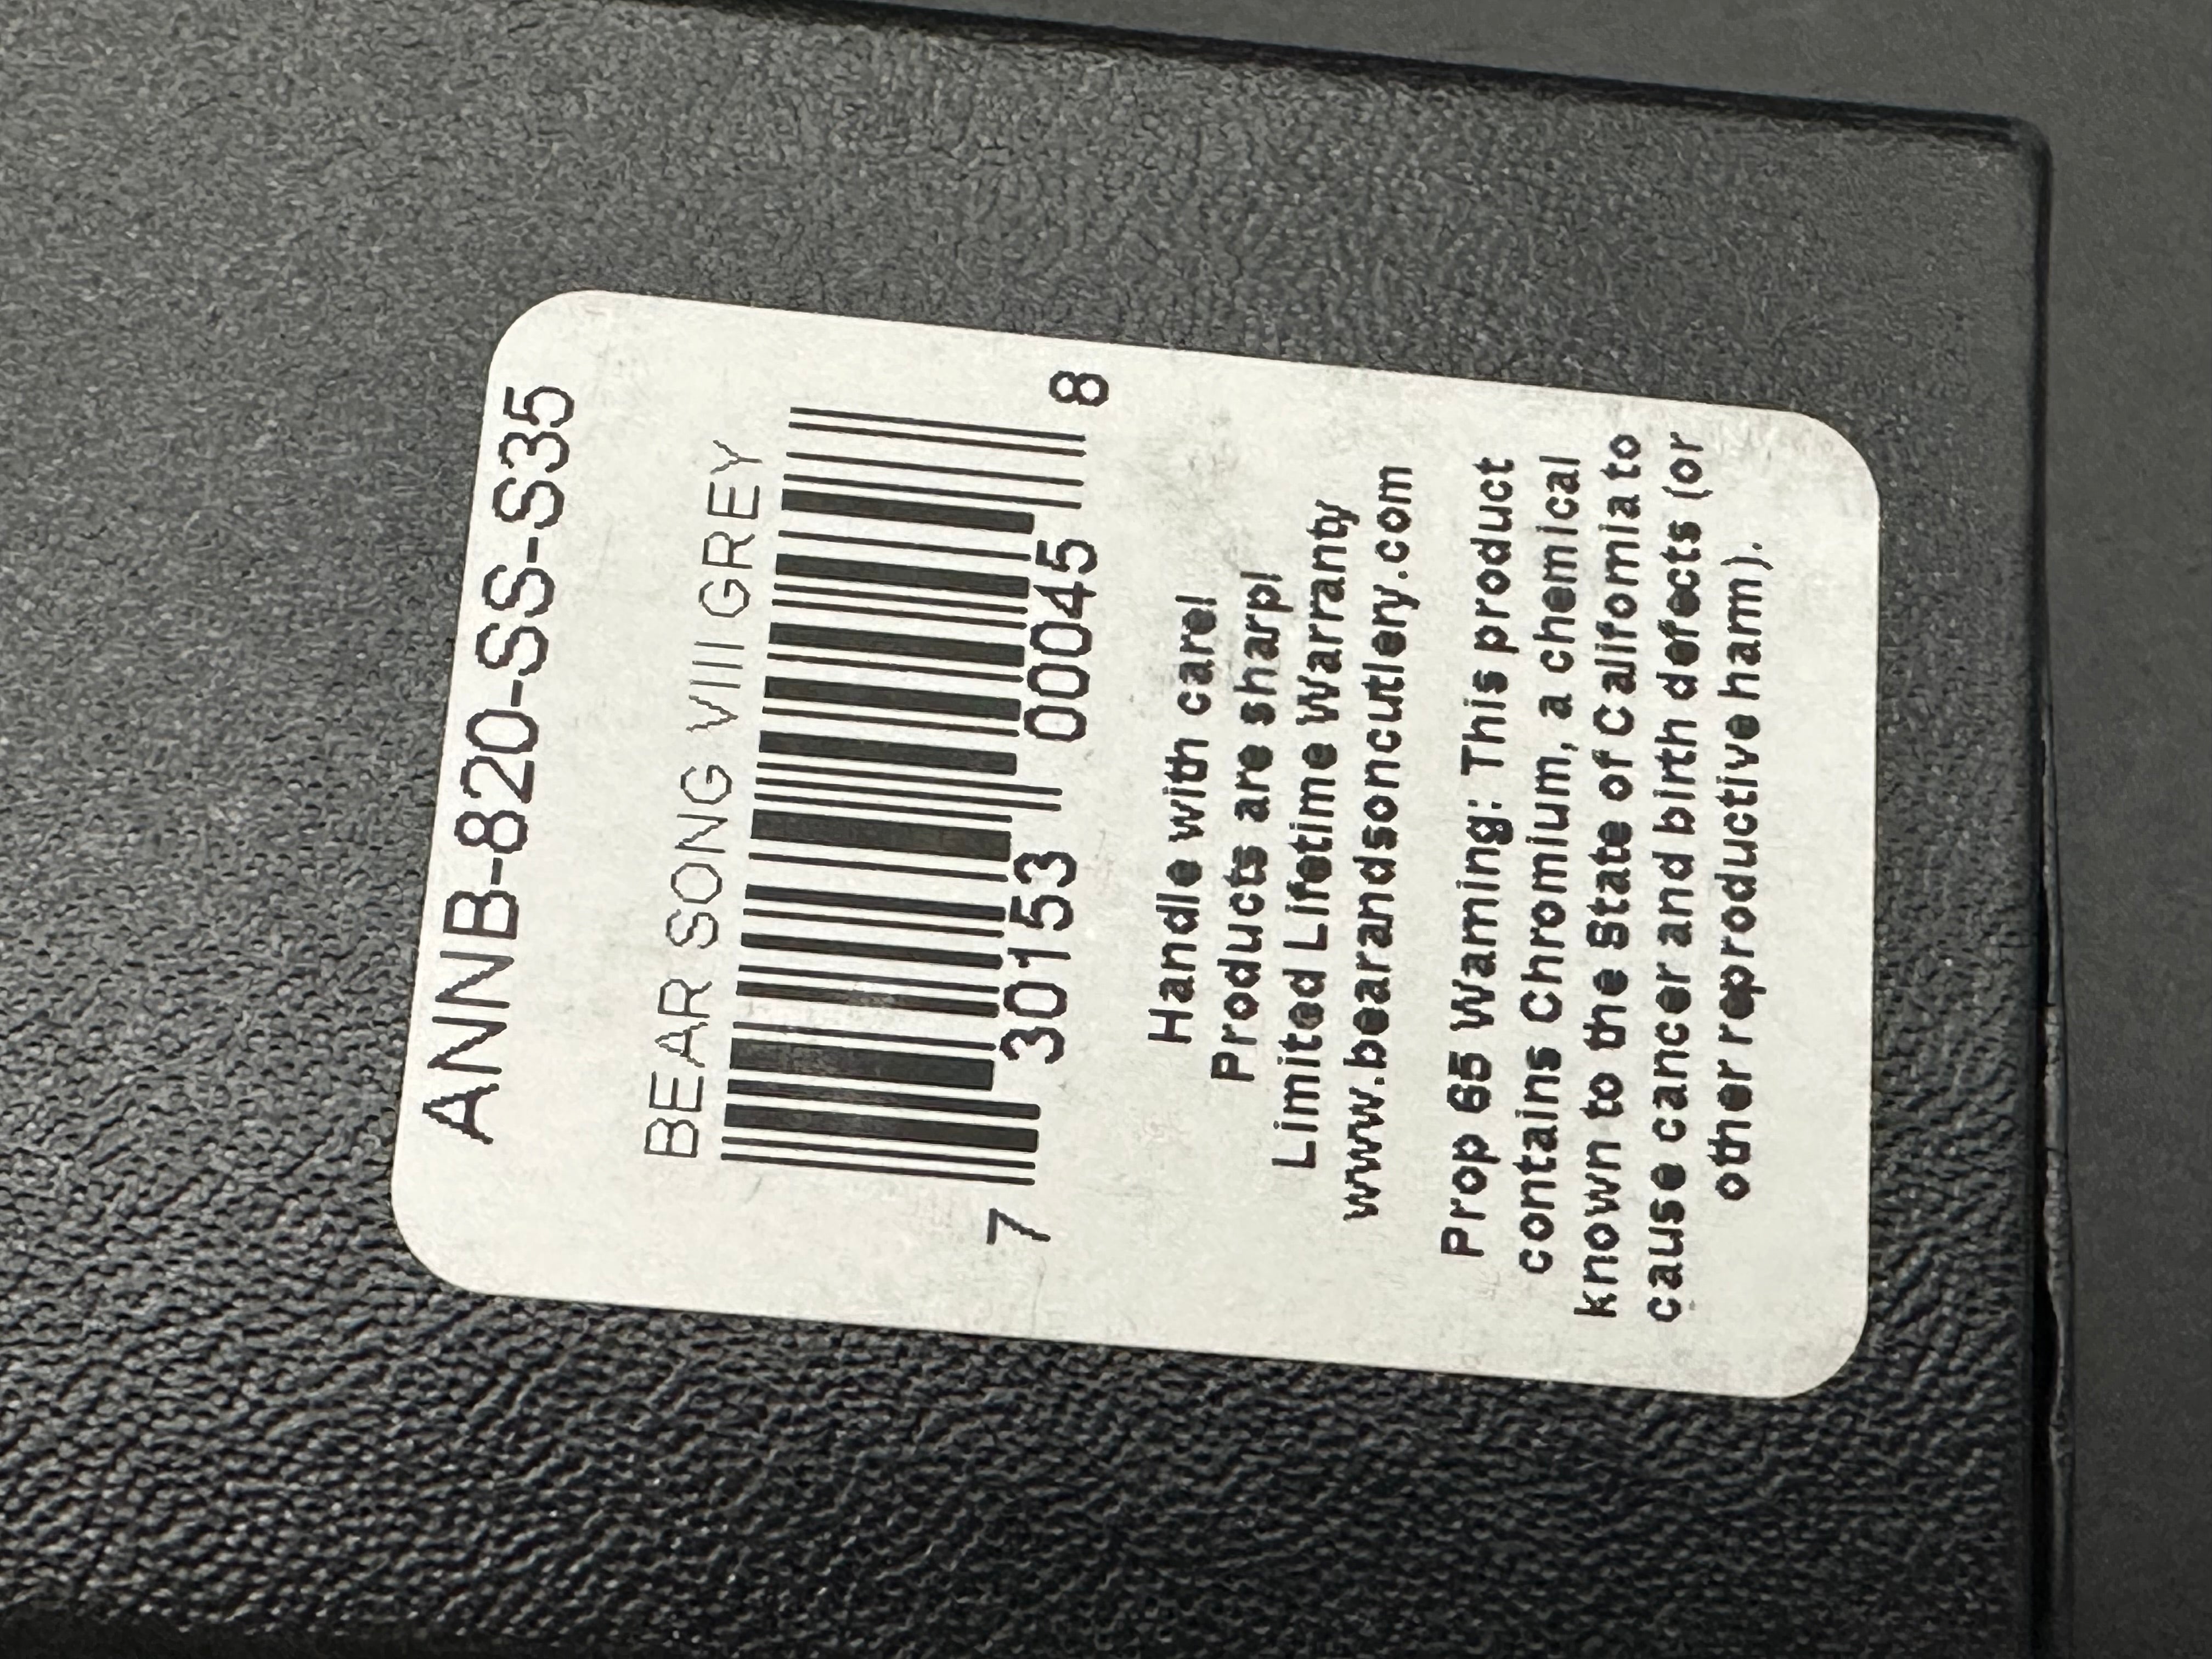 ANNB-820-SS-S35
BEAR SONG VIII GREY
7 30153 00045 8
Handle with care!
Products are sharp!
Limited Lifetime Warranty
www.bearandsoncutlery.com
Prop 65 Warning: This product
contains Chromium, a chemical
known to the State of California to
cause cancer and birth defects (or
other reproductive harm).